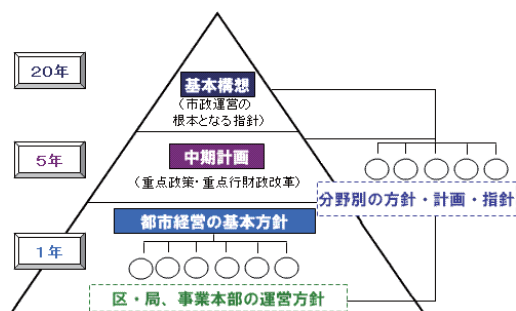 20年
基本構想
（市政運営の
根本となる指針）
5年
中期計画
（重点政策・重点行財政改革）
分野別の方針・計画・指針
都市経営の基本方針
1年
区・局、事業本部の運営方針